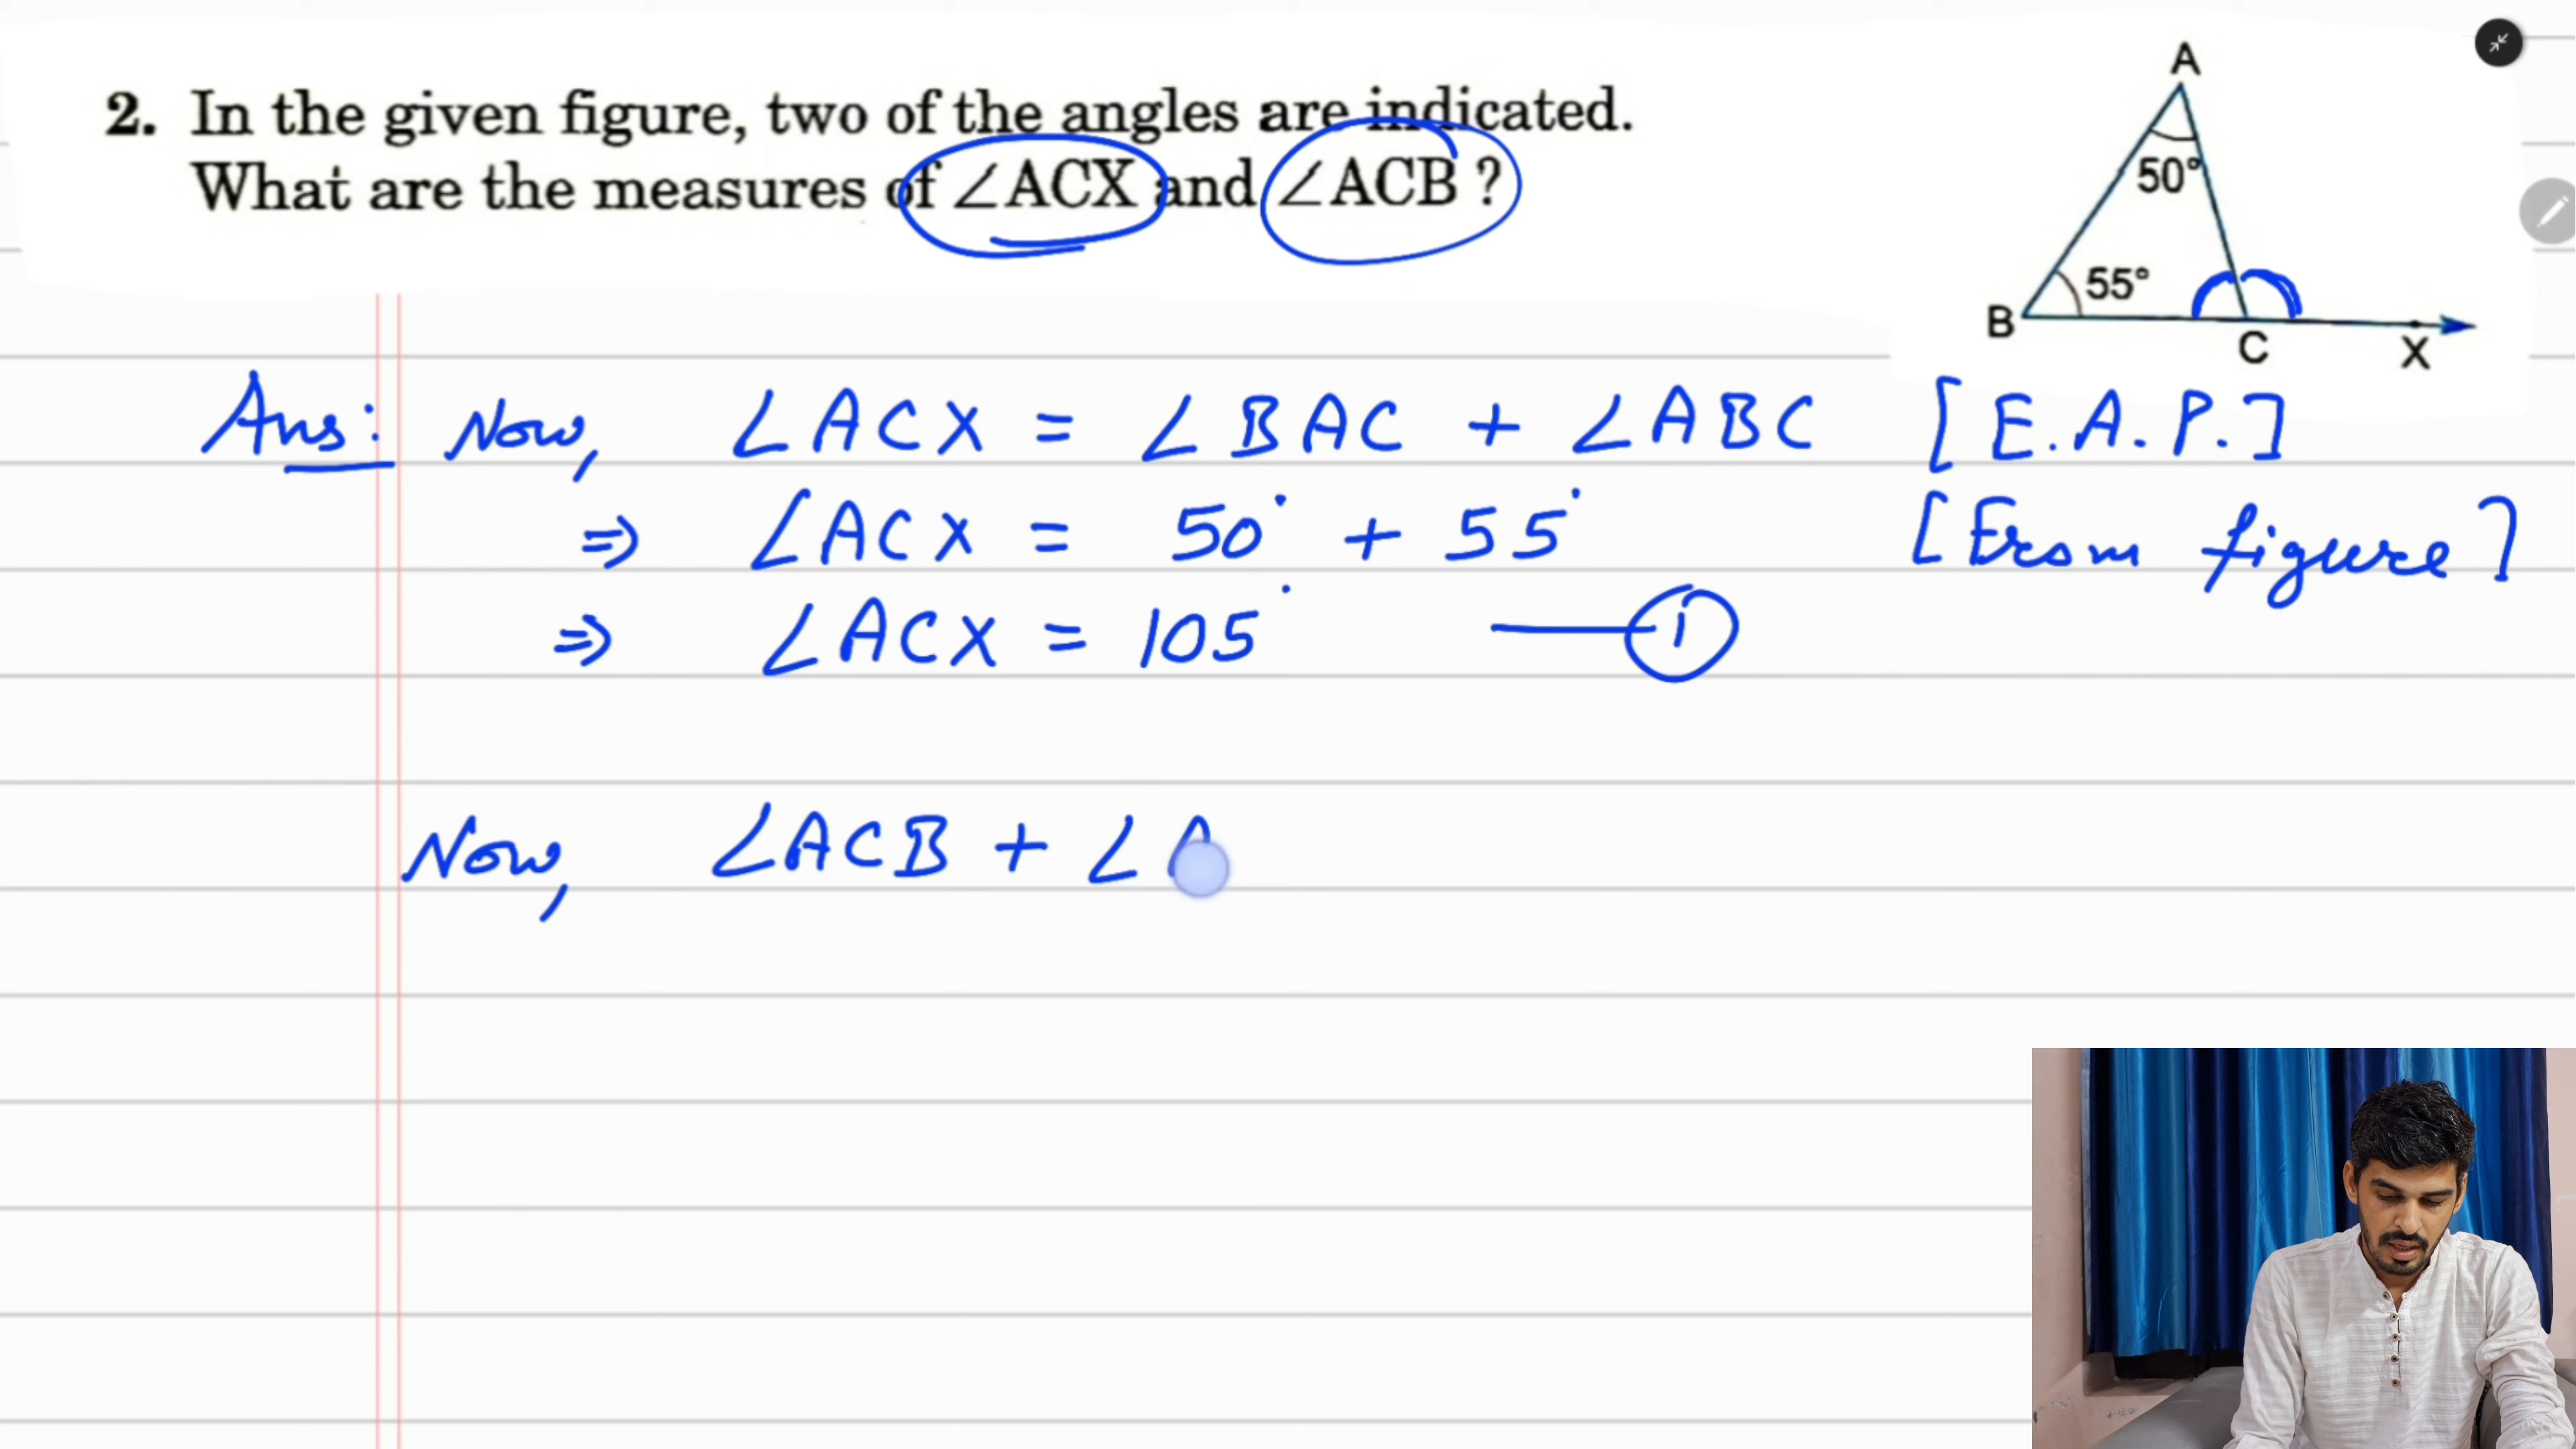 2. In the given figure, two of the angles are indicated.
What are the measures of ∠ACX and ∠ACB ?
A
50°
55°
B
C
X
Ans: Now, ∠ACX = ∠BAC + ∠ABC [E.A.P.]
⇒ ∠ACX = 50° + 55° [From figure]
⇒ ∠ACX = 105° — 1
Now, ∠ACB + ∠A